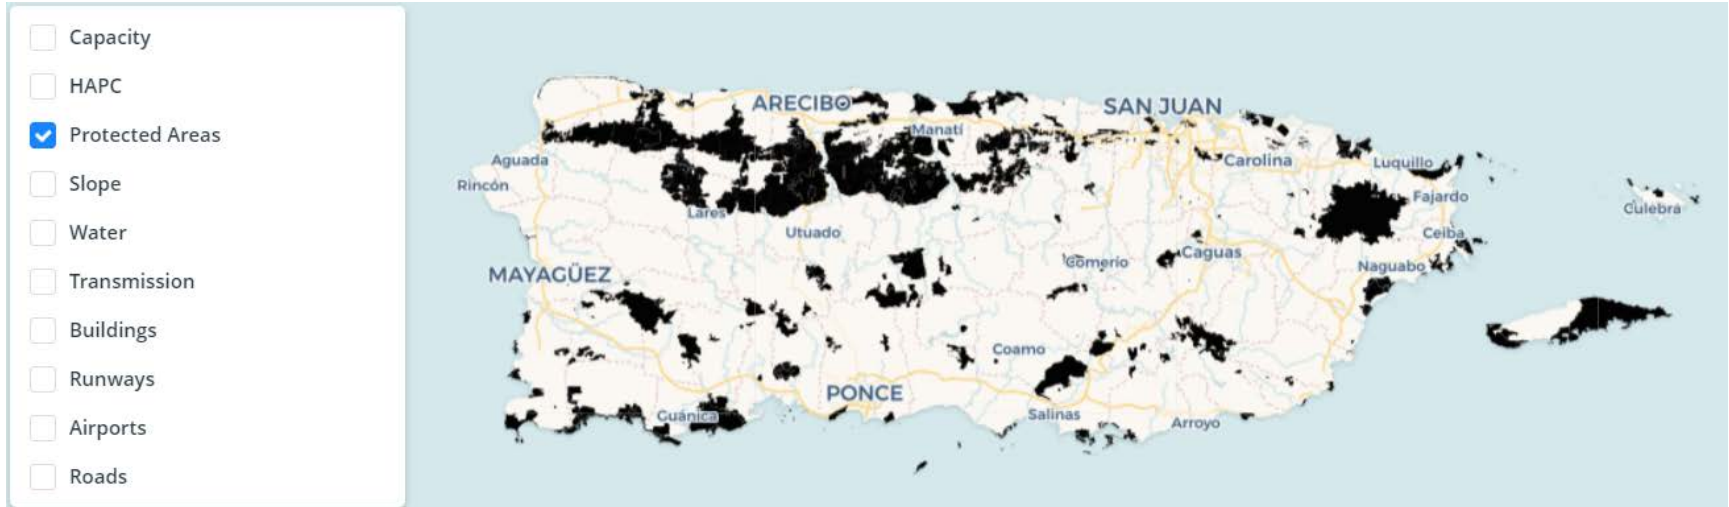 Capacity
HAPC
Protected Areas
Slope
Water
Transmission
Buildings
Runways
Airports
Roads
ARECIBO
SAN JUAN
Manatí
Aguada
Carolina
Luquillo
Rincón
Fajardo
Lares
Culebra
Utuado
Ceiba
Caguas
Comerío
Naguabo
MAYAGÜEZ
Coamo
PONCE
Guánica
Salinas
Arroyo